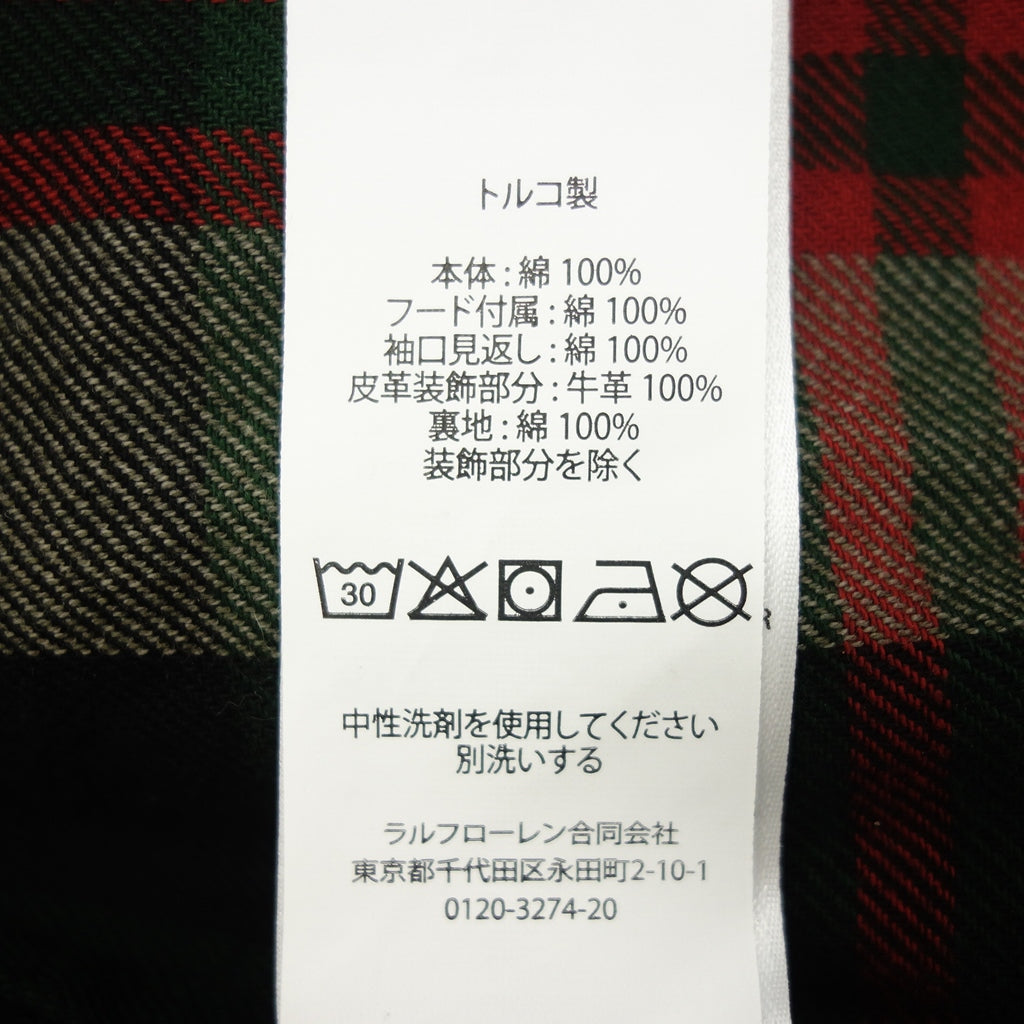 トルコ製
本体 : 綿 100%
フード付属 : 綿 100%
袖口見返し : 綿 100%
皮革装飾部分 : 牛革 100%
裏地 : 綿 100%
装飾部分を除く
30
中性洗剤を使用してください
別洗いする
ラルフローレン合同会社
東京都千代田区永田町2-10-1
0120-3274-20